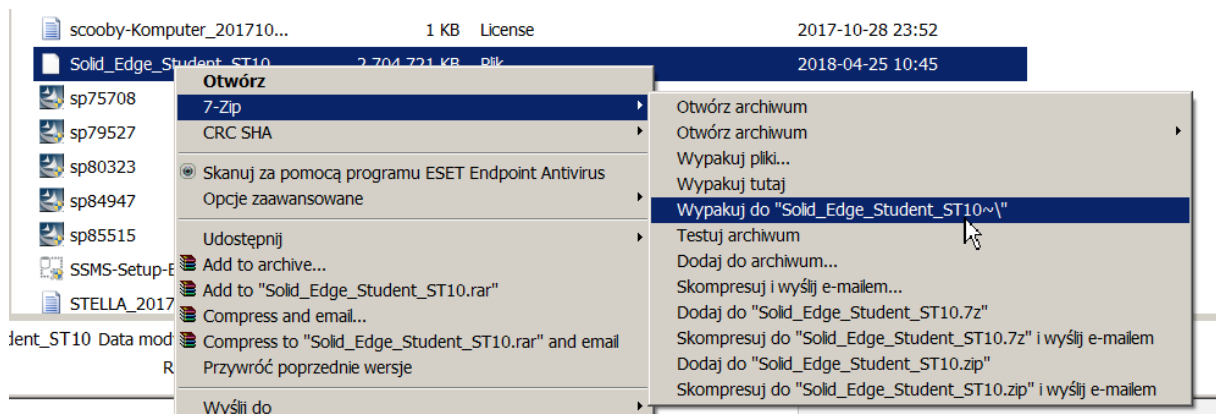 scooby-Komputer_201710... 1 KB License 2017-10-28 23:52
Solid_Edge_Student_ST10 2 704 721 KB Plik 2018-04-25 10:45
sp75708
sp79527
sp80323
sp84947
sp85515
SSMS-Setup-E
STELLA_2017
dent_ST10 Data mod
R
Otwórz
7-Zip
CRC SHA
Skanuj za pomocą programu ESET Endpoint Antivirus
Opcje zaawansowane
Udostępnij
Add to archive...
Add to "Solid_Edge_Student_ST10.rar"
Compress and email...
Compress to "Solid_Edge_Student_ST10.rar" and email
Przywróć poprzednie wersje
Wyślij do
Otwórz archiwum
Otwórz archiwum
Wypakuj pliki...
Wypakuj tutaj
Wypakuj do "Solid_Edge_Student_ST10~\"
Testuj archiwum
Dodaj do archiwum...
Skompresuj i wyślij e-mailem...
Dodaj do "Solid_Edge_Student_ST10.7z"
Skompresuj do "Solid_Edge_Student_ST10.7z" i wyślij e-mailem
Dodaj do "Solid_Edge_Student_ST10.zip"
Skompresuj do "Solid_Edge_Student_ST10.zip" i wyślij e-mailem